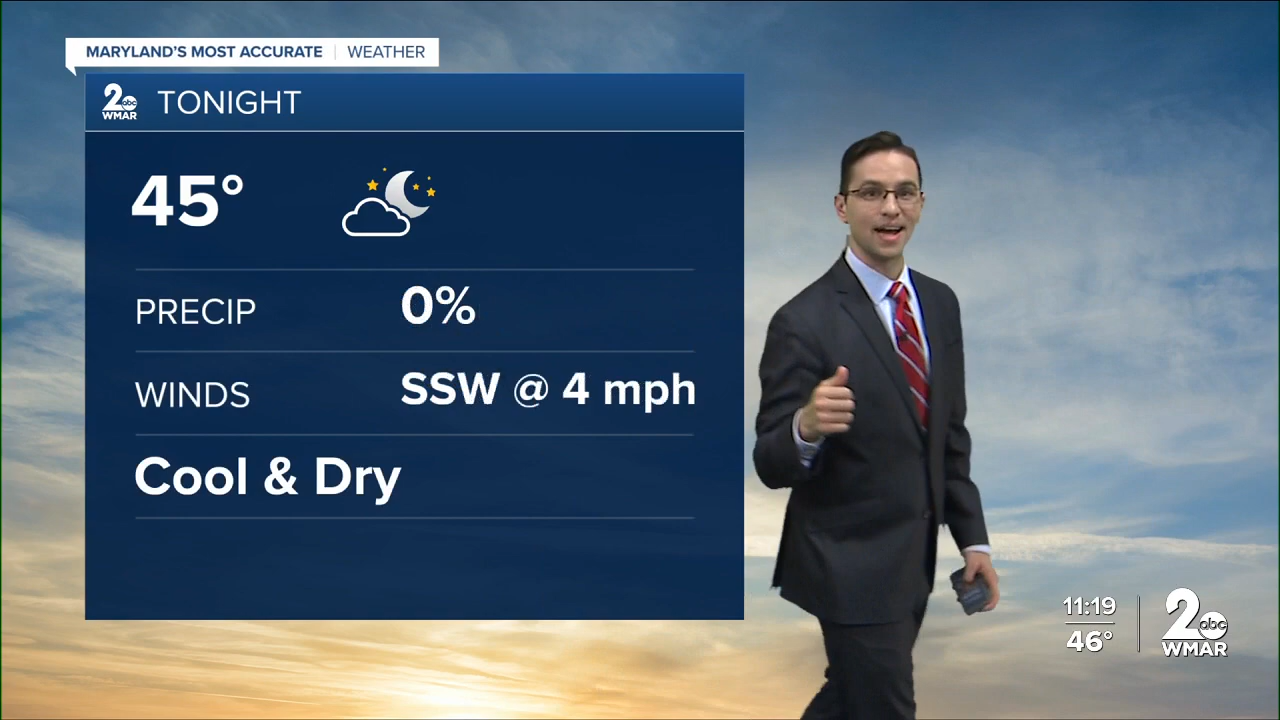 MARYLAND'S MOST ACCURATE | WEATHER
2 abc
WMAR
TONIGHT
45°
PRECIP 0%
WINDS SSW @ 4 mph
Cool & Dry
11:19
46°
2 abc
WMAR